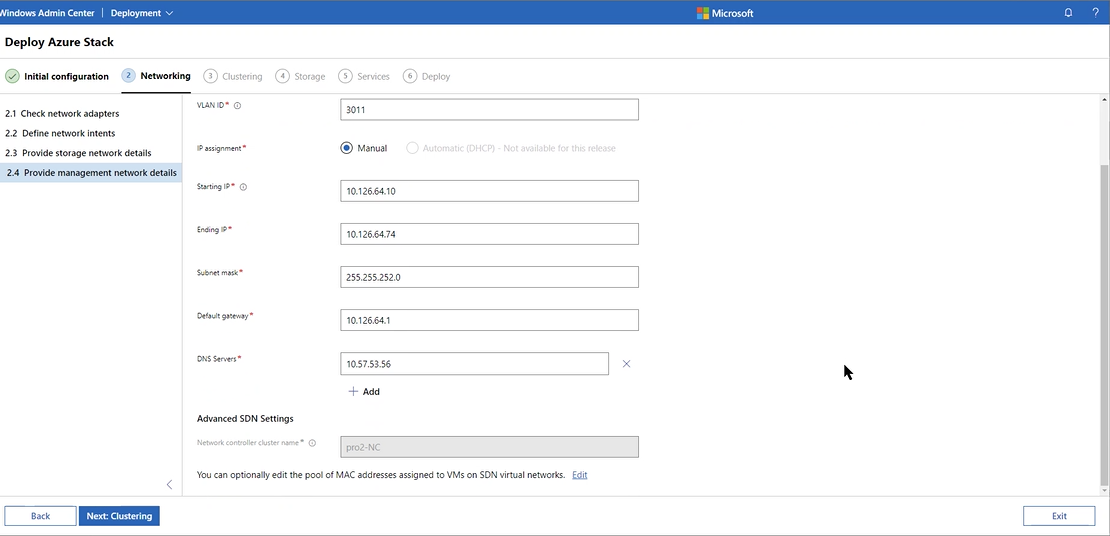 Windows Admin Center | Deployment
Microsoft
?
Deploy Azure Stack
Initial configuration
2 Networking
3 Clustering
4 Storage
5 Services
6 Deploy
2.1 Check network adapters
2.2 Define network intents
2.3 Provide storage network details
2.4 Provide management network details
VLAN ID*
3011
IP assignment*
Manual
Automatic (DHCP) - Not available for this release
Starting IP*
10.126.64.10
Ending IP*
10.126.64.74
Subnet mask*
255.255.252.0
Default gateway*
10.126.64.1
DNS Servers*
10.57.53.56
+ Add
Advanced SDN Settings
Network controller cluster name*
pro2-NC
You can optionally edit the pool of MAC addresses assigned to VMs on SDN virtual networks. Edit
Back
Next: Clustering
Exit